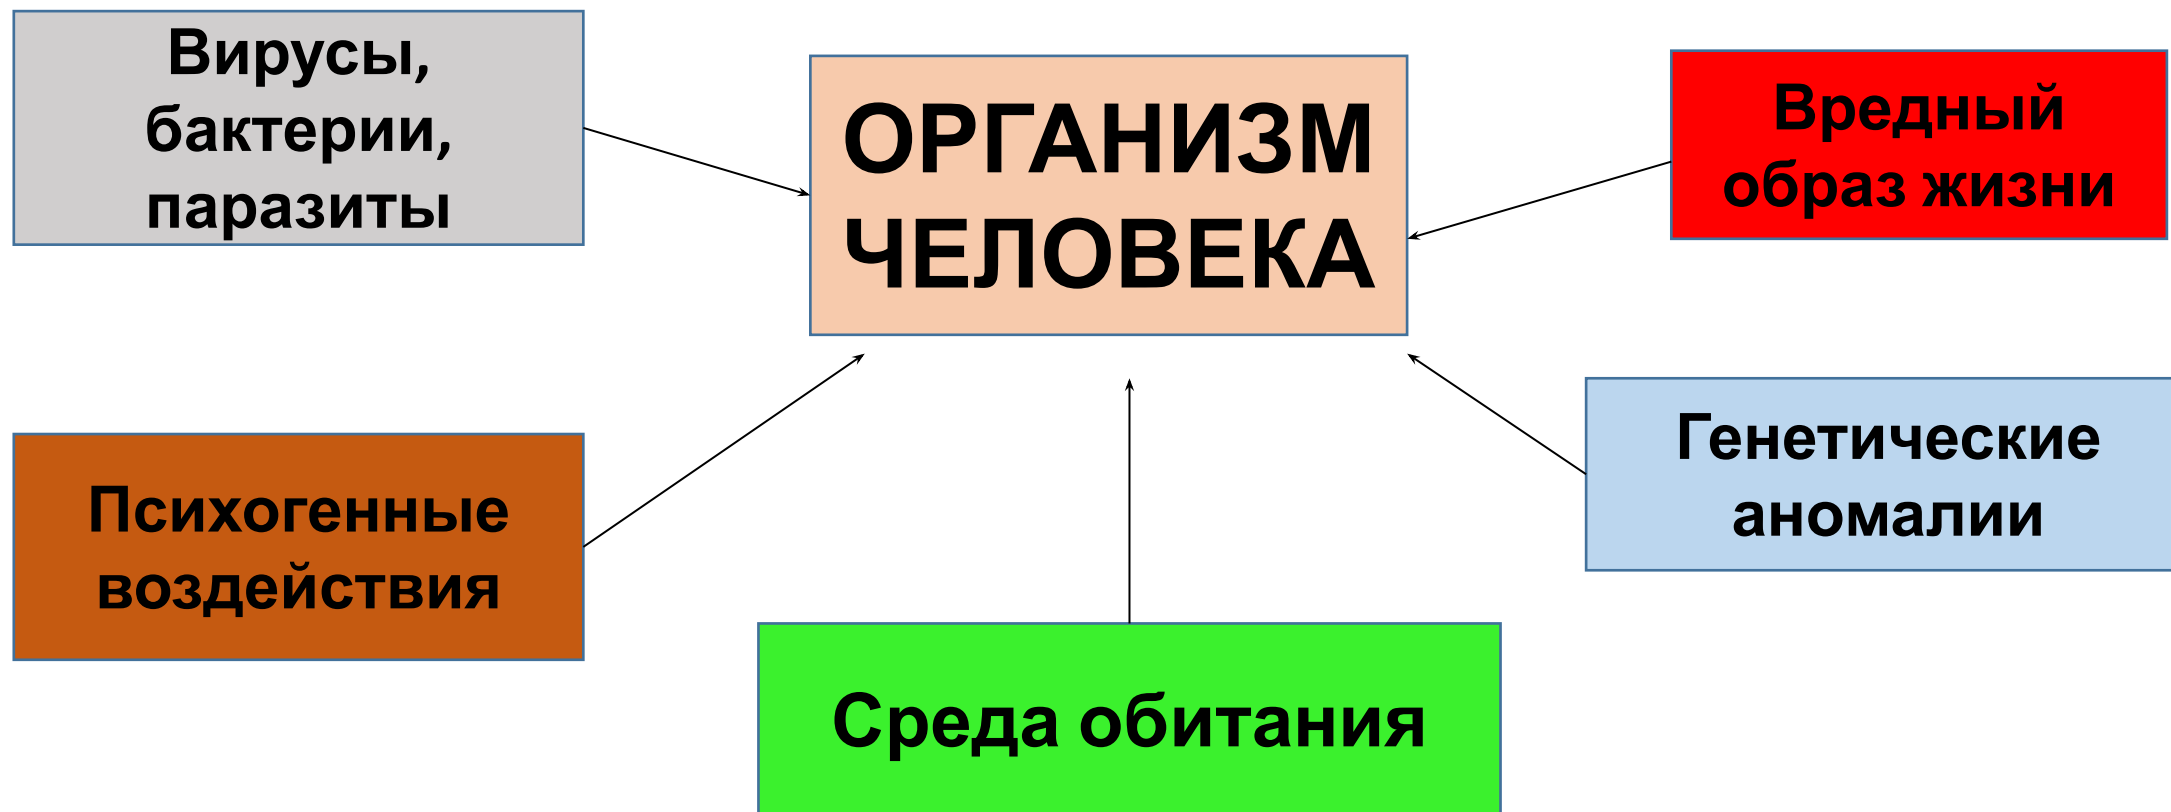 Вирусы,
бактерии,
паразиты
ОРГАНИЗМ
ЧЕЛОВЕКА
Вредный
образ жизни
Психогенные
воздействия
Генетические
аномалии
Среда обитания